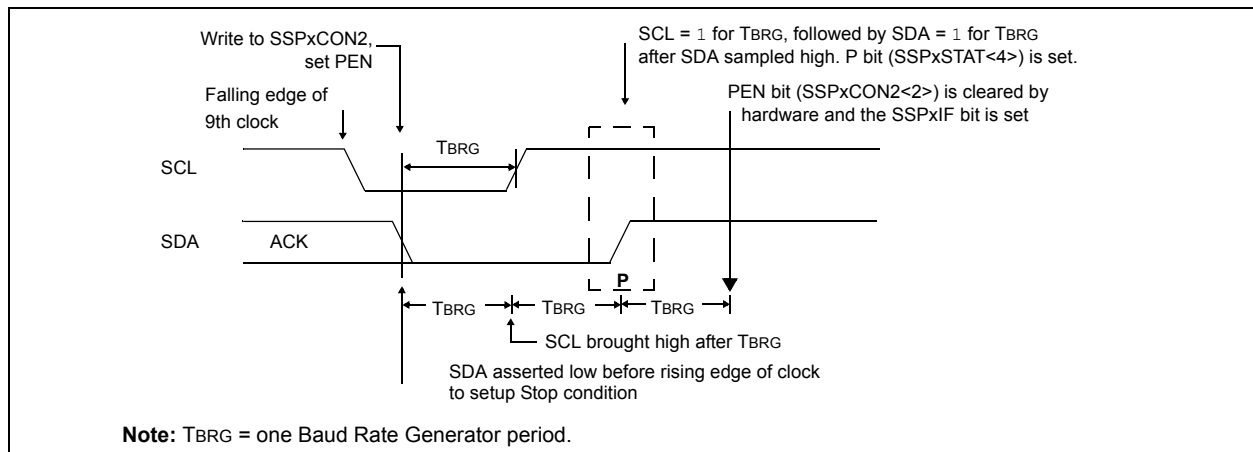 Write to SSPxCON2,
set PEN
SCL = 1 for TBRG, followed by SDA = 1 for TBRG
after SDA sampled high. P bit (SSPxSTAT<4>) is set.
PEN bit (SSPxCON2<2>) is cleared by
hardware and the SSPxIF bit is set
Falling edge of
9th clock
TBRG
SCL
SDA
ACK
P
TBRG
TBRG
TBRG
SCL brought high after TBRG
SDA asserted low before rising edge of clock
to setup Stop condition
Note: TBRG = one Baud Rate Generator period.